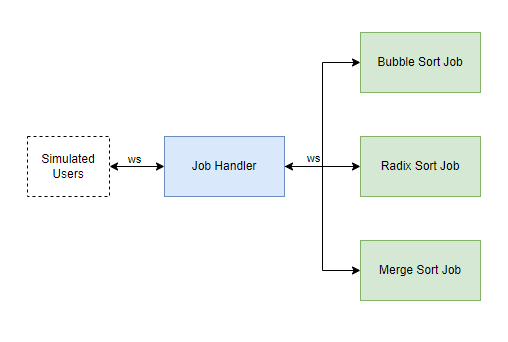 Simulated
Users
ws
Job Handler
ws
Bubble Sort Job
Radix Sort Job
Merge Sort Job